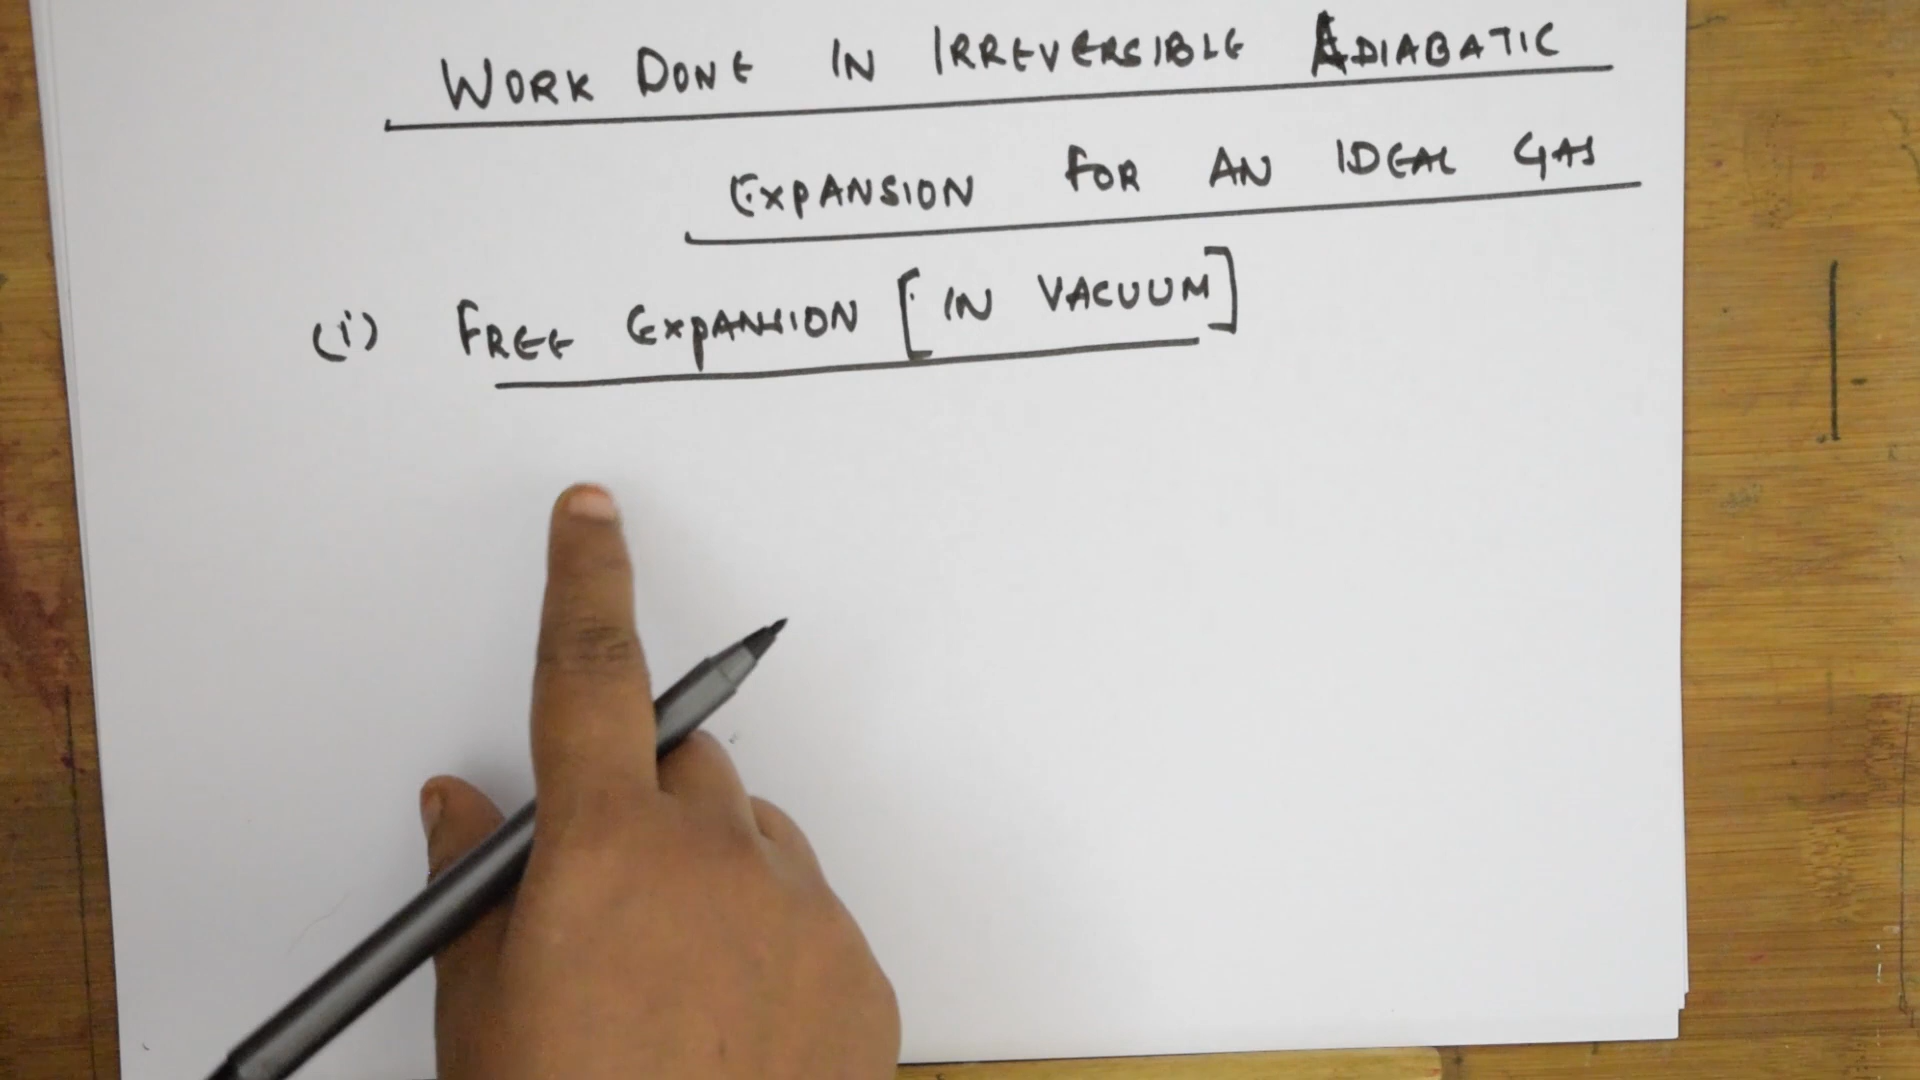 WORK DONE IN IRREVERSIBLE ADIABATIC
EXPANSION FOR AN IDEAL GAS
(i) FREE EXPANSION [IN VACUUM]